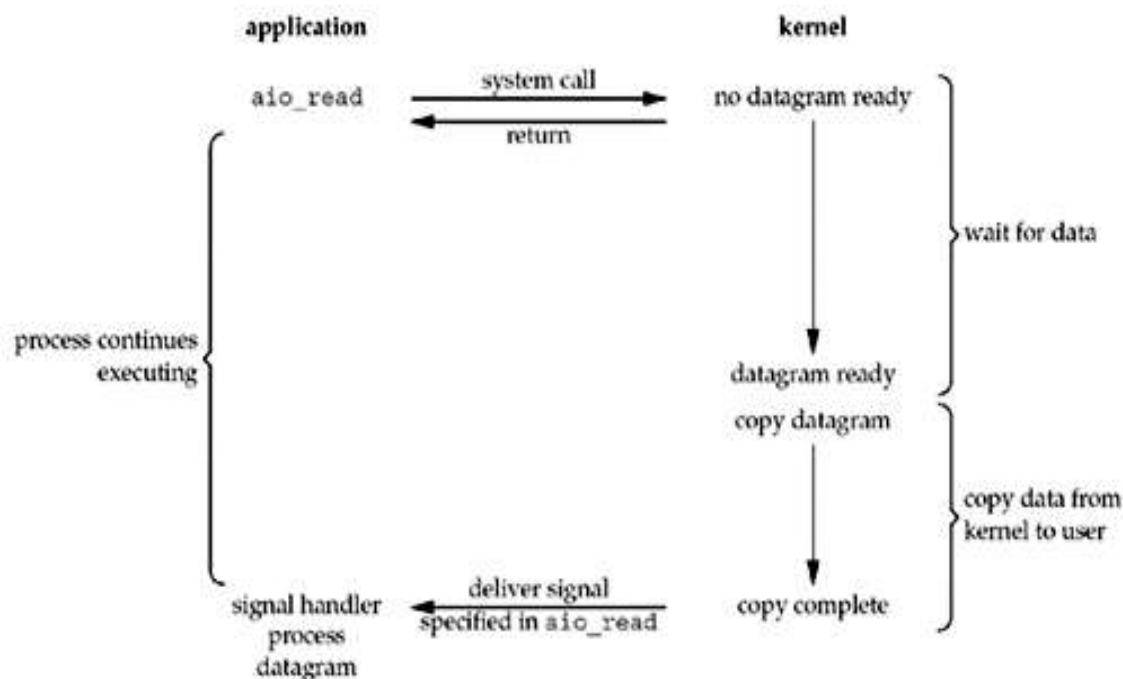 application
kernel
aio_read
system call
no datagram ready
return
wait for data
process continues
executing
datagram ready
copy datagram
copy data from
kernel to user
deliver signal
copy complete
signal handler
specified in aio_read
process
datagram